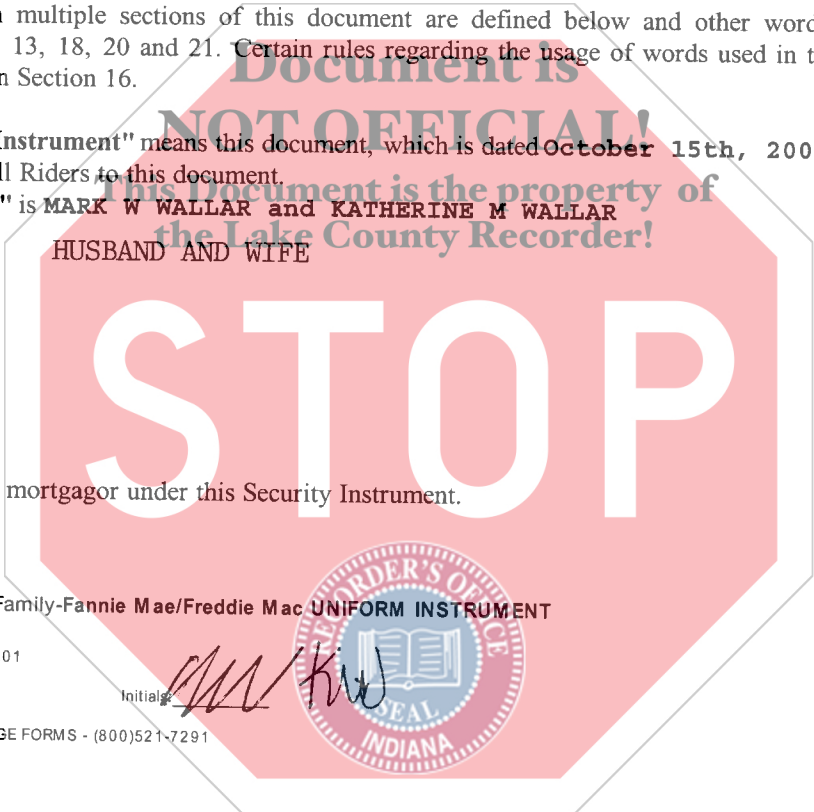 multiple sections of this document are defined below and other word
13, 18, 20 and 21. Certain rules regarding the usage of words used in t
n Section 16.
Document is
NOT OFFICIAL!
This Document is the property of
the Lake County Recorder!
Instrument" means this document, which is dated October 15th, 200
ll Riders to this document.
" is MARK W WALLAR and KATHERINE M WALLAR
HUSBAND AND WIFE
STOP
mortgagor under this Security Instrument.
Family-Fannie Mae/Freddie Mac UNIFORM INSTRUMENT
01
Initials
GE FORMS - (800)521-7291
RECORDER'S OFFICE
SEAL
INDIANA